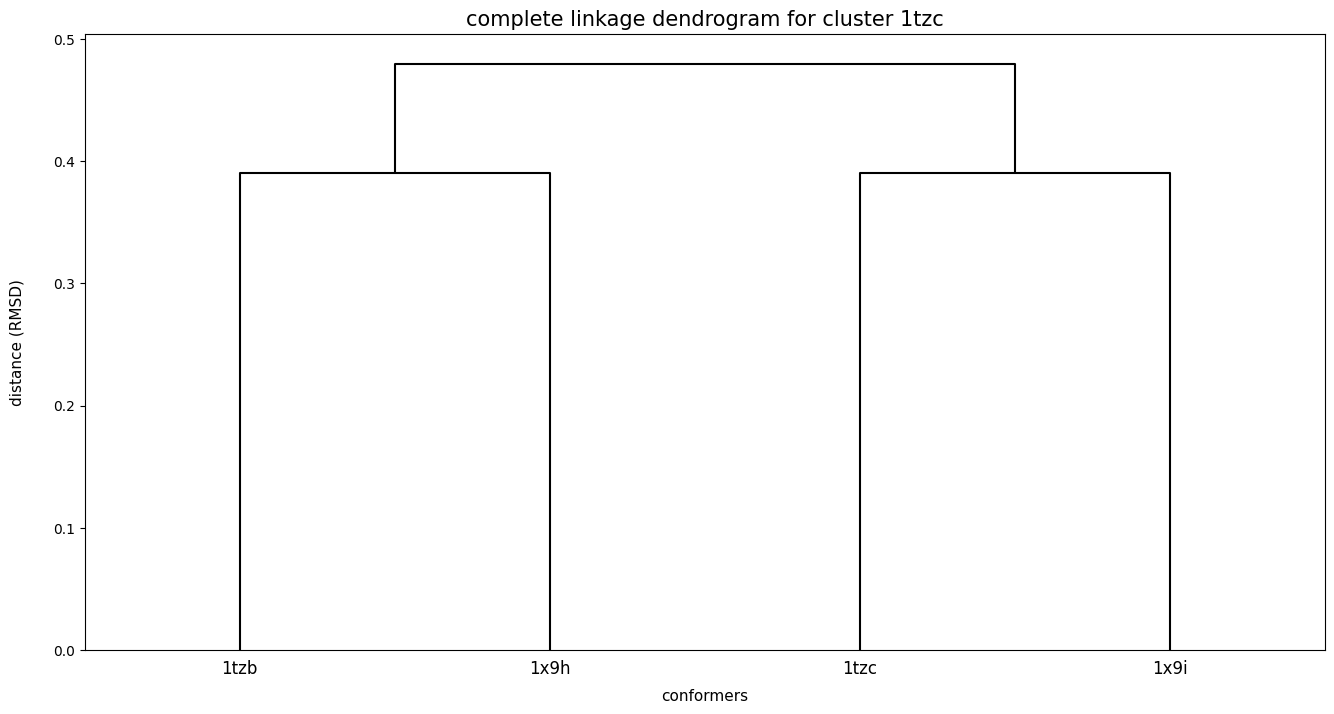 complete linkage dendrogram for cluster 1tzc
0.5
0.4
0.3
0.2
0.1
0.0
distance (RMSD)
1tzb 1x9h 1tzc 1x9i
conformers